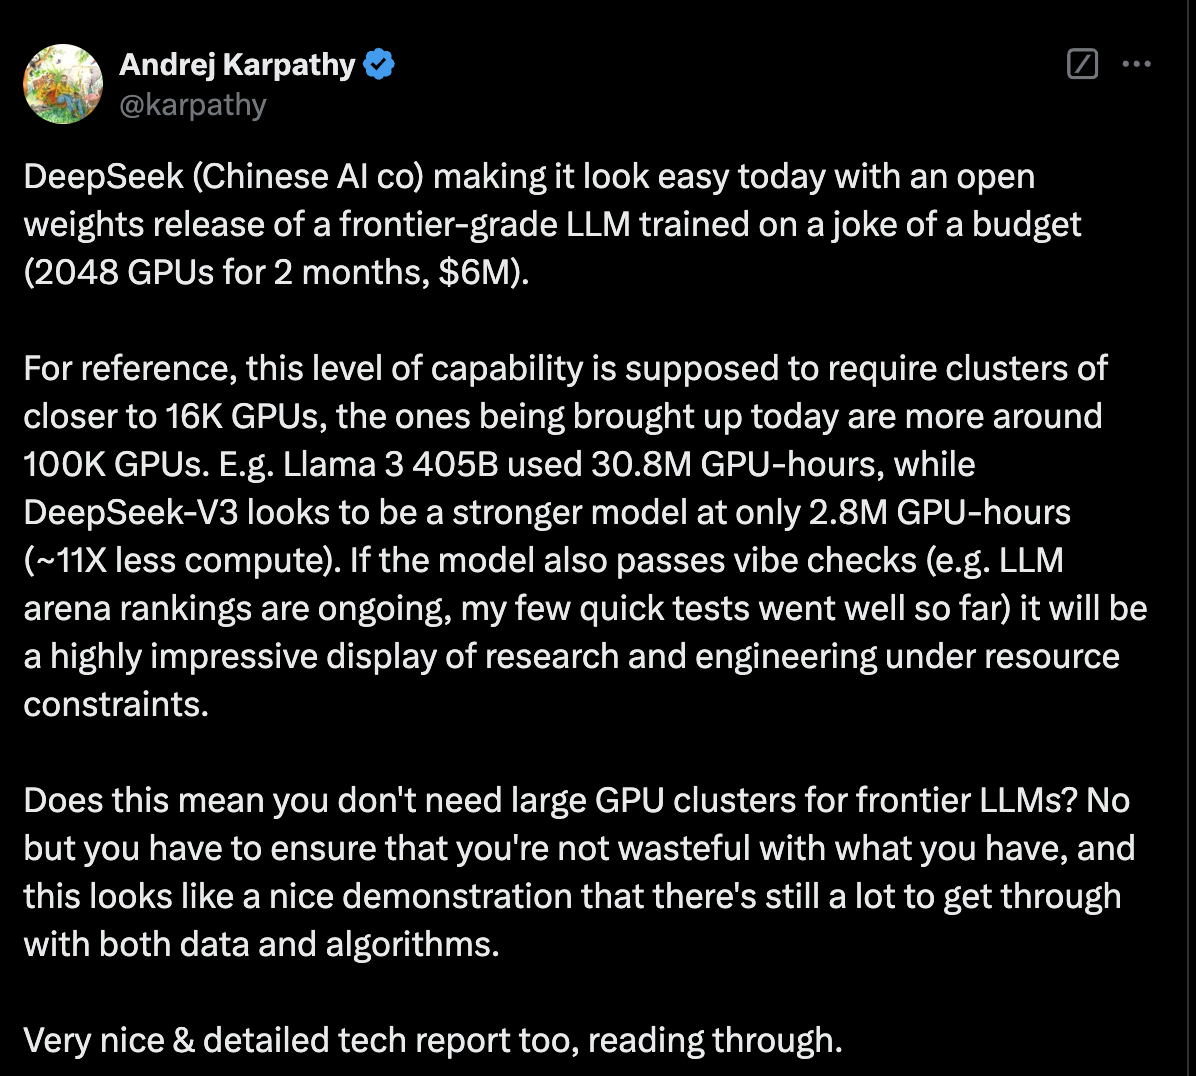 Andrej Karpathy
@karpathy
DeepSeek (Chinese AI co) making it look easy today with an open
weights release of a frontier-grade LLM trained on a joke of a budget
(2048 GPUs for 2 months, $6M).
For reference, this level of capability is supposed to require clusters of
closer to 16K GPUs, the ones being brought up today are more around
100K GPUs. E.g. Llama 3 405B used 30.8M GPU-hours, while
DeepSeek-V3 looks to be a stronger model at only 2.8M GPU-hours
(~11X less compute). If the model also passes vibe checks (e.g. LLM
arena rankings are ongoing, my few quick tests went well so far) it will be
a highly impressive display of research and engineering under resource
constraints.
Does this mean you don't need large GPU clusters for frontier LLMs? No
but you have to ensure that you're not wasteful with what you have, and
this looks like a nice demonstration that there's still a lot to get through
with both data and algorithms.
Very nice & detailed tech report too, reading through.